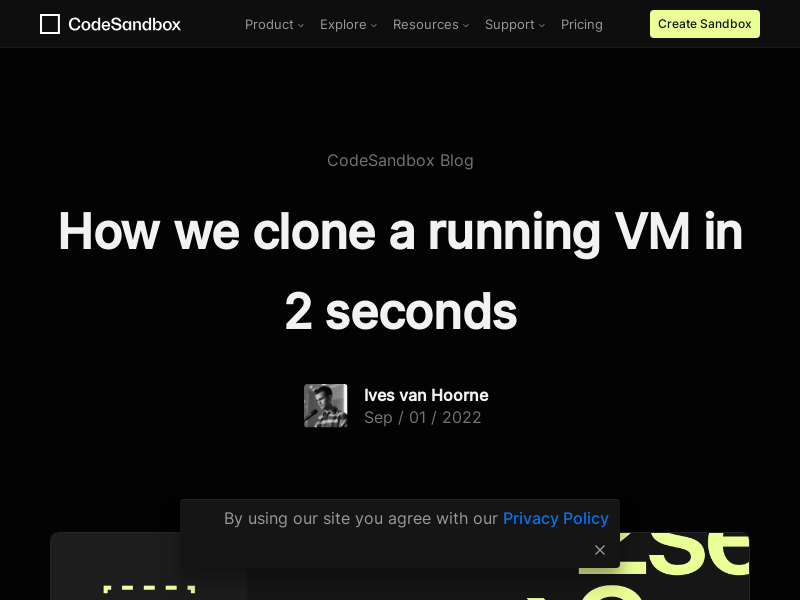 CodeSandbox
Product
Explore
Resources
Support
Pricing
Create Sandbox
CodeSandbox Blog
How we clone a running VM in
2 seconds
Ives van Hoorne
Sep / 01 / 2022
By using our site you agree with our Privacy Policy